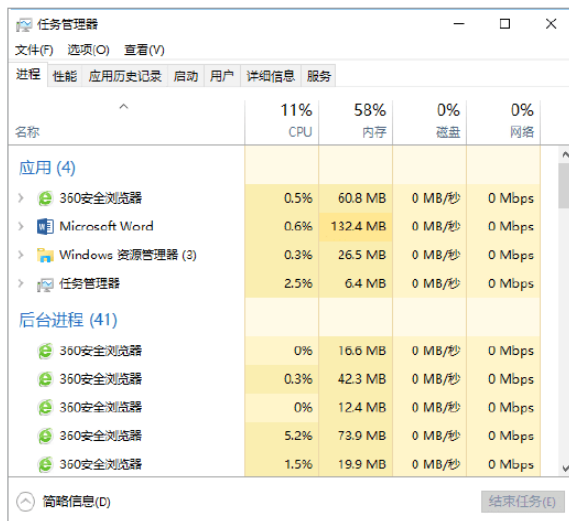 任务管理器
文件(F) 选项(O) 查看(V)
进程 性能 应用历史记录 启动 用户 详细信息 服务
11% 58% 0% 0%
名称 CPU 内存 磁盘 网络
应用 (4)
360安全浏览器 0.5% 60.8 MB 0 MB/秒 0 Mbps
Microsoft Word 0.6% 132.4 MB 0 MB/秒 0 Mbps
Windows 资源管理器 (3) 0.3% 26.5 MB 0 MB/秒 0 Mbps
任务管理器 2.5% 6.4 MB 0 MB/秒 0 Mbps
后台进程 (41)
360安全浏览器 0% 16.6 MB 0 MB/秒 0 Mbps
360安全浏览器 0.3% 42.3 MB 0 MB/秒 0 Mbps
360安全浏览器 0% 12.4 MB 0 MB/秒 0 Mbps
360安全浏览器 5.2% 73.9 MB 0 MB/秒 0 Mbps
360安全浏览器 1.5% 19.9 MB 0 MB/秒 0 Mbps
简略信息(D) 结束任务(E)